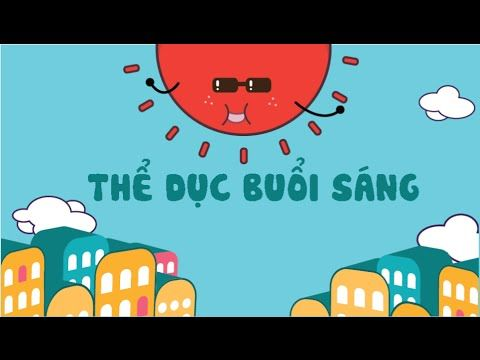 THỂ DỤC BUỔI SÁNG